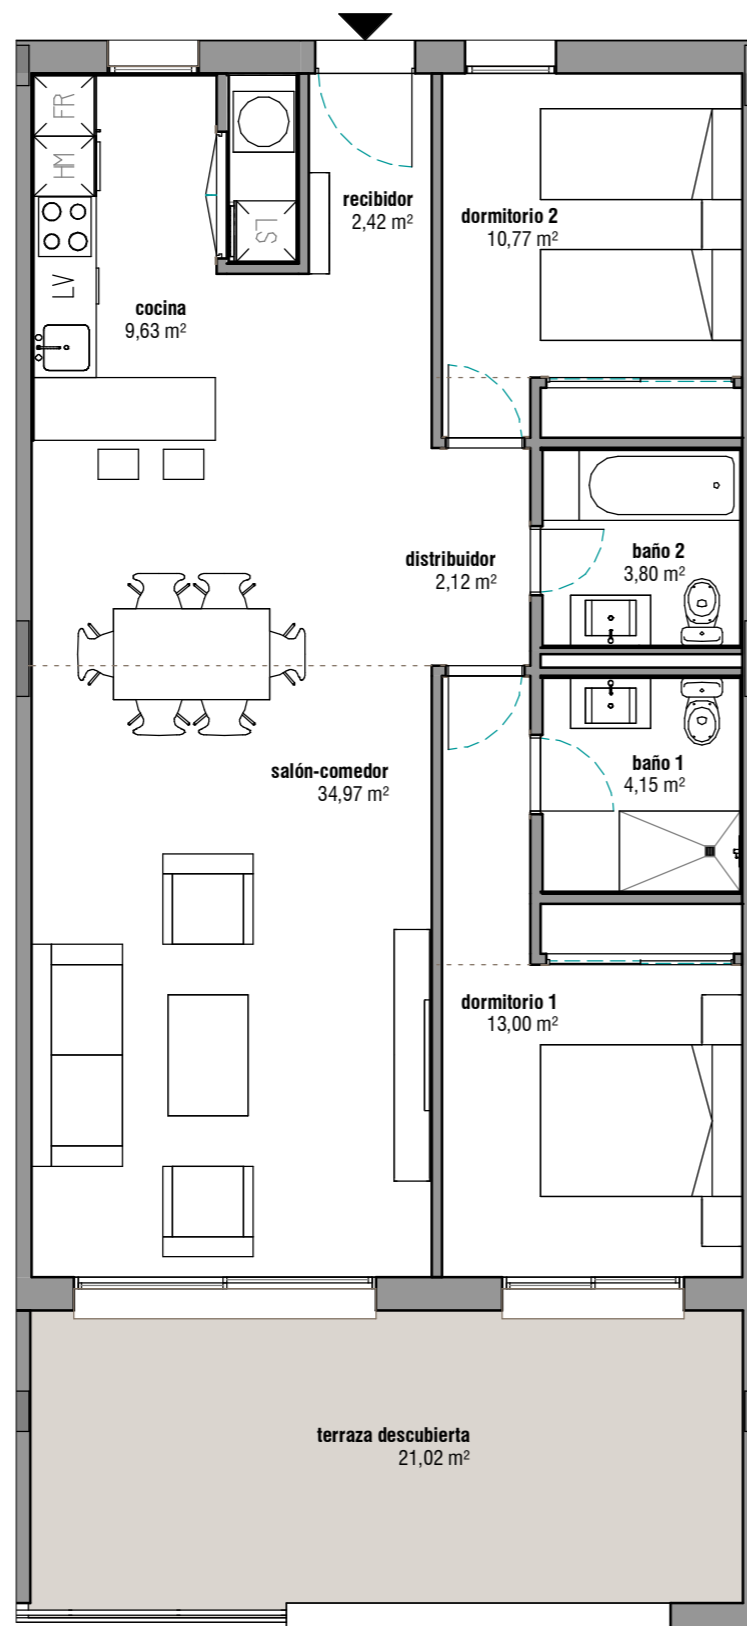 FR
HM
LV
LS
recibidor
2,42 m²
dormitorio 2
10,77 m²
cocina
9,63 m²
distribuidor
2,12 m²
baño 2
3,80 m²
baño 1
4,15 m²
salón-comedor
34,97 m²
dormitorio 1
13,00 m²
terraza descubierta
21,02 m²